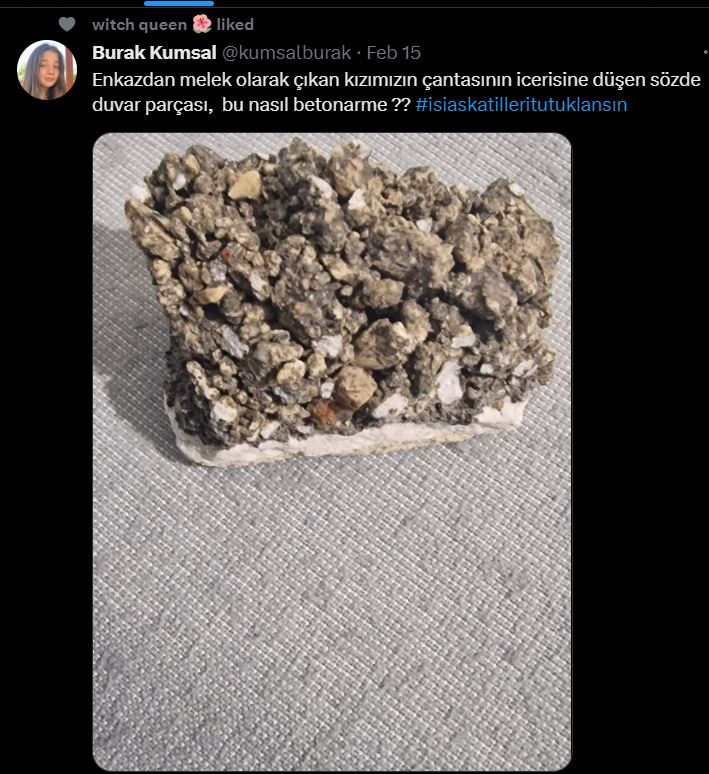 witch queen 🌺 liked
Burak Kumsal @kumsalburak · Feb 15
Enkazdan melek olarak çıkan kızımızın çantasının icerisine düşen sözde
duvar parçası, bu nasıl betonarme ?? #isiaskatilleritutuklansın